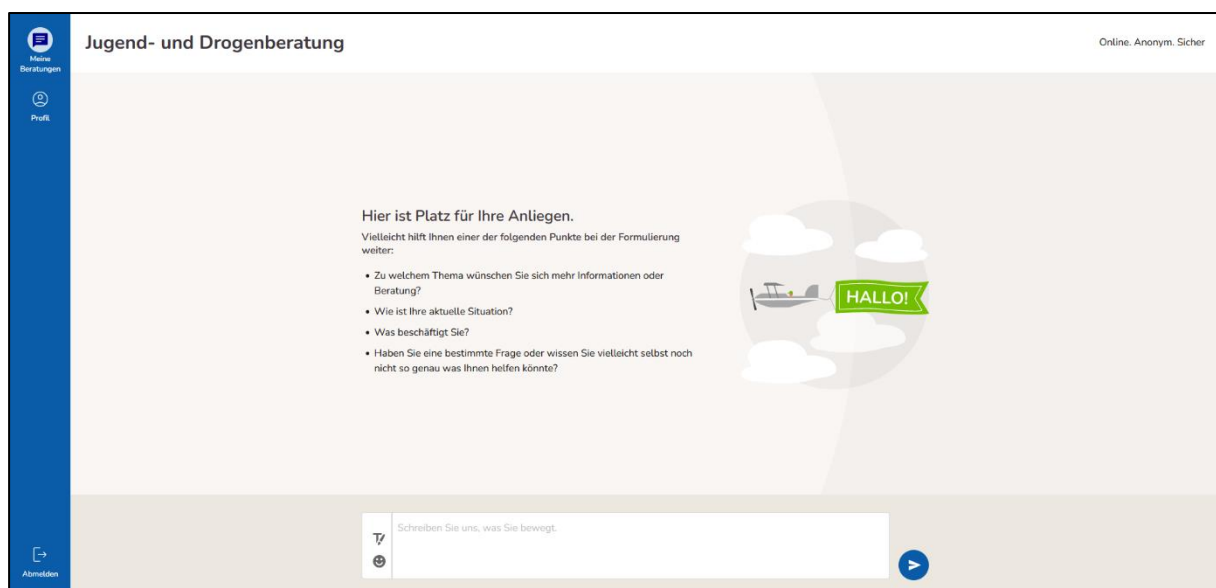 Meine
Beratungen
Profil
Abmelden
Jugend- und Drogenberatung
Online. Anonym. Sicher
Hier ist Platz für Ihre Anliegen.
Vielleicht hilft Ihnen einer der folgenden Punkte bei der Formulierung
weiter:
• Zu welchem Thema wünschen Sie sich mehr Informationen oder
Beratung?
• Wie ist Ihre aktuelle Situation?
• Was beschäftigt Sie?
• Haben Sie eine bestimmte Frage oder wissen Sie vielleicht selbst noch
nicht so genau was Ihnen helfen könnte?
HALLO!
Schreiben Sie uns, was Sie bewegt.